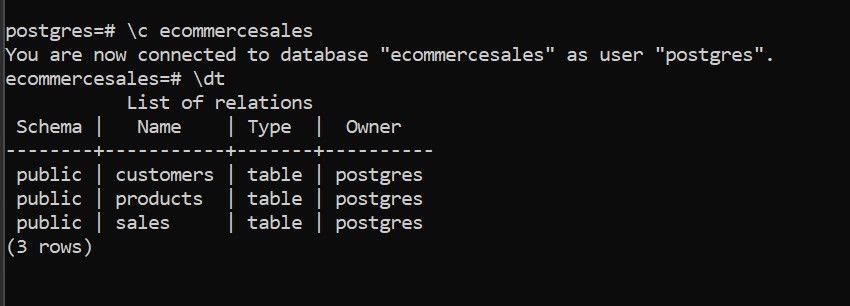 postgres=# \c ecommercesales
You are now connected to database "ecommercesales" as user "postgres".
ecommercesales=# \dt
           List of relations
 Schema |   Name    | Type  |  Owner
--------+-----------+-------+----------
 public | customers | table | postgres
 public | products  | table | postgres
 public | sales     | table | postgres
(3 rows)